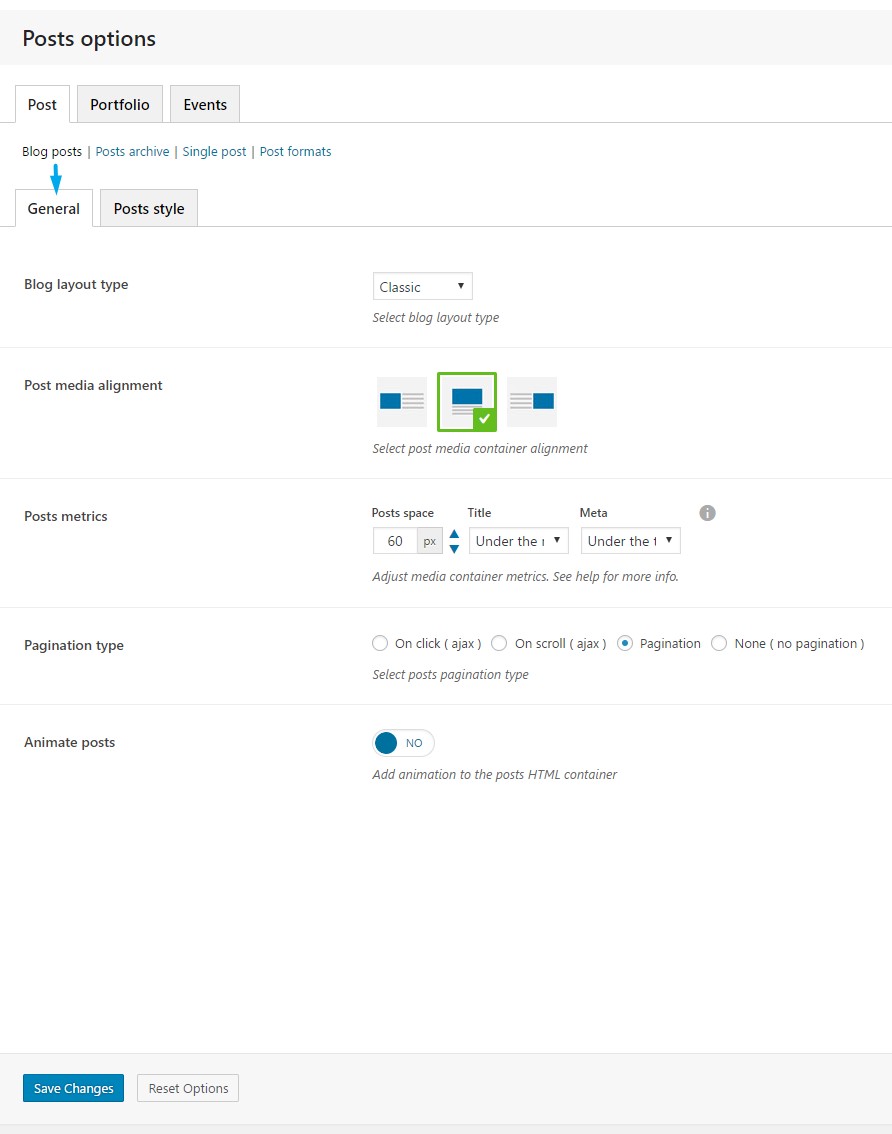 Posts options
Post Portfolio Events
Blog posts | Posts archive | Single post | Post formats
General Posts style
Blog layout type
Classic
Select blog layout type
Post media alignment
Select post media container alignment
Posts metrics
Posts space Title Meta
60 px Under the Under the
Adjust media container metrics. See help for more info.
Pagination type
On click ( ajax ) On scroll ( ajax ) Pagination None ( no pagination )
Select posts pagination type
Animate posts
NO
Add animation to the posts HTML container
Save Changes Reset Options